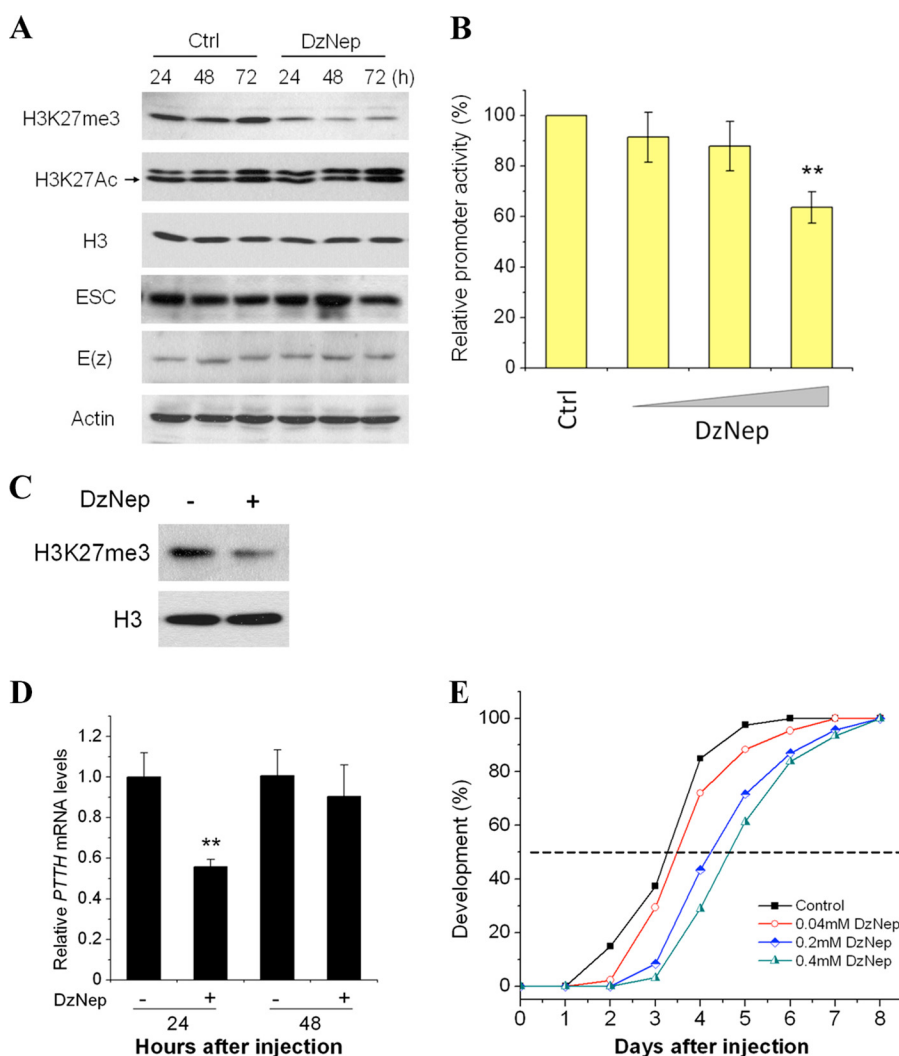 A
Ctrl DzNep
24 48 72 24 48 72 (h)
H3K27me3
H3K27Ac
H3
ESC
E(z)
Actin
B
Relative promoter activity (%)
100
80
60
40
20
0
**
Ctrl
DzNep
C
DzNep - +
H3K27me3
H3
D
Relative PTTH mRNA levels
1.2
1.0
0.8
0.6
0.4
0.2
0
**
DzNep - + - +
24 48
Hours after injection
E
Development (%)
100
80
60
40
20
0
Control
0.04mM DzNep
0.2mM DzNep
0.4mM DzNep
0 1 2 3 4 5 6 7 8
Days after injection